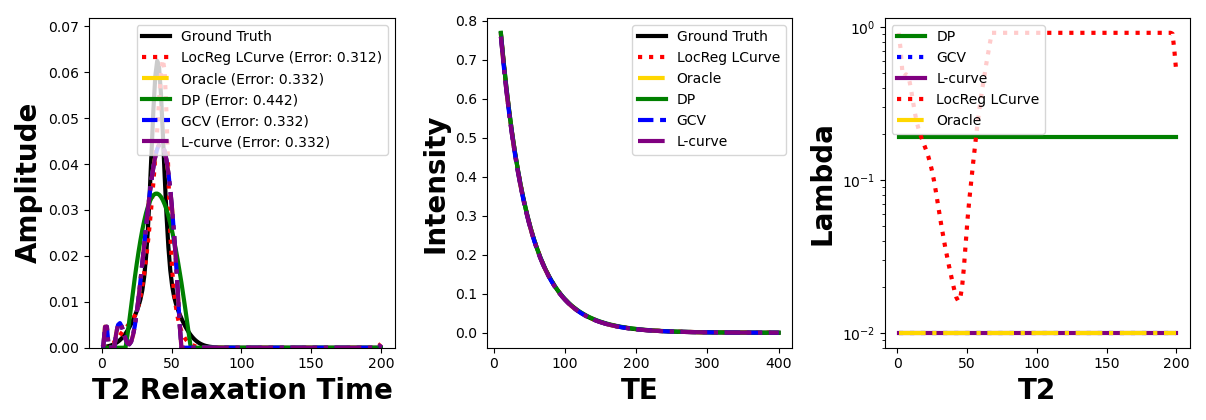 0.07
0.06
0.05
0.04
0.03
0.02
0.01
0.00
Amplitude
Ground Truth
LocReg LCurve (Error: 0.312)
Oracle (Error: 0.332)
DP (Error: 0.442)
GCV (Error: 0.332)
L-curve (Error: 0.332)
0 50 100 150 200
T2 Relaxation Time
0.8
0.7
0.6
0.5
0.4
0.3
0.2
0.1
0.0
Intensity
Ground Truth
LocReg LCurve
Oracle
DP
GCV
L-curve
0 100 200 300 400
TE
10⁰
10⁻¹
10⁻²
Lambda
DP
GCV
L-curve
LocReg LCurve
Oracle
0 50 100 150 200
T2